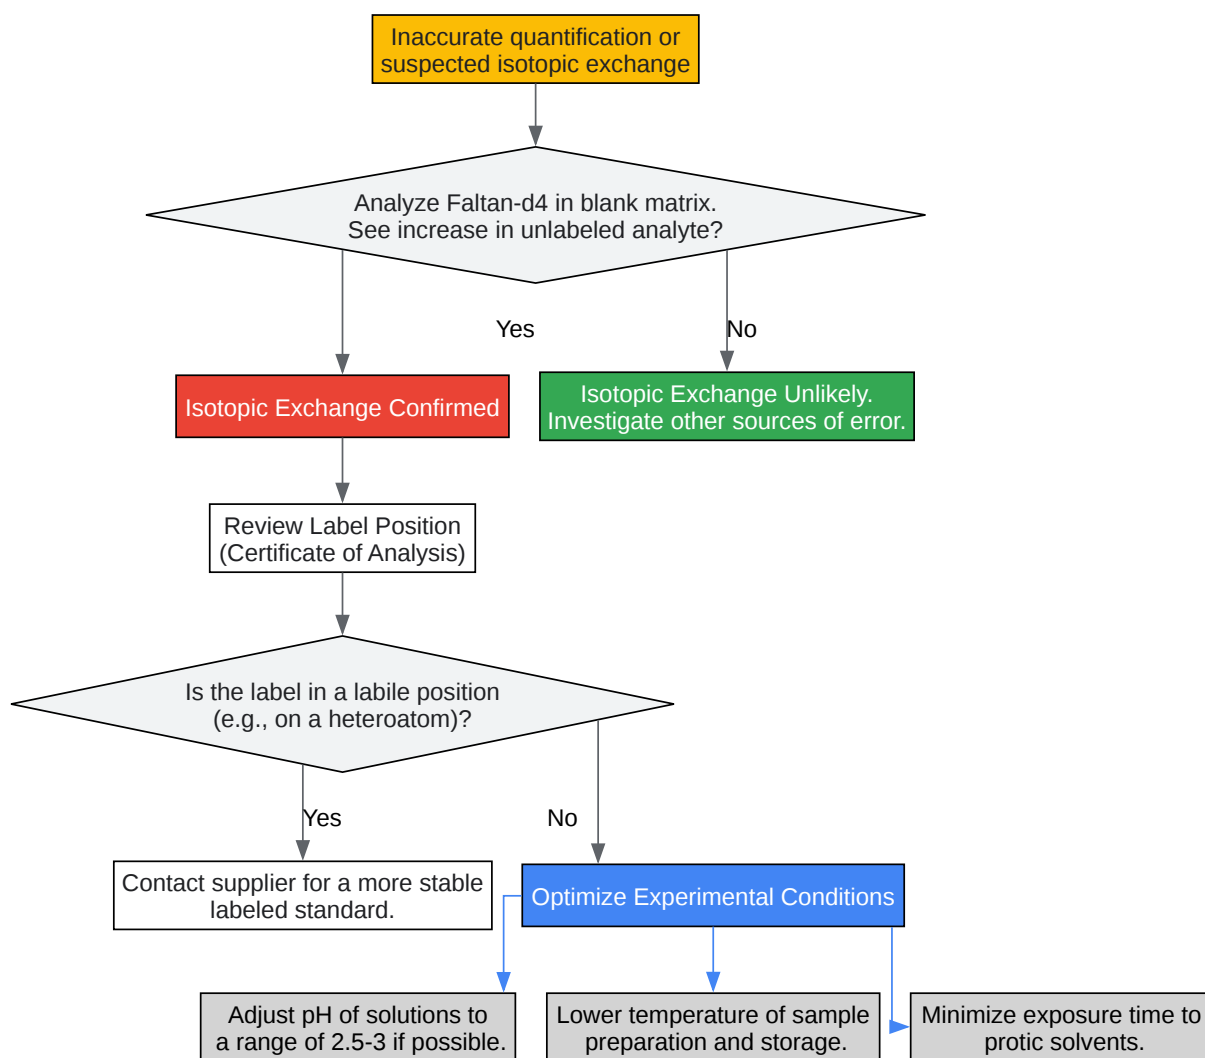 Inaccurate quantification or
suspected isotopic exchange
Analyze Faltan-d4 in blank matrix.
See increase in unlabeled analyte?
Yes
No
Isotopic Exchange Confirmed
Isotopic Exchange Unlikely.
Investigate other sources of error.
Review Label Position
(Certificate of Analysis)
Is the label in a labile position
(e.g., on a heteroatom)?
Yes
No
Contact supplier for a more stable
labeled standard.
Optimize Experimental Conditions
Adjust pH of solutions to
a range of 2.5-3 if possible.
Lower temperature of sample
preparation and storage.
Minimize exposure time to
protic solvents.